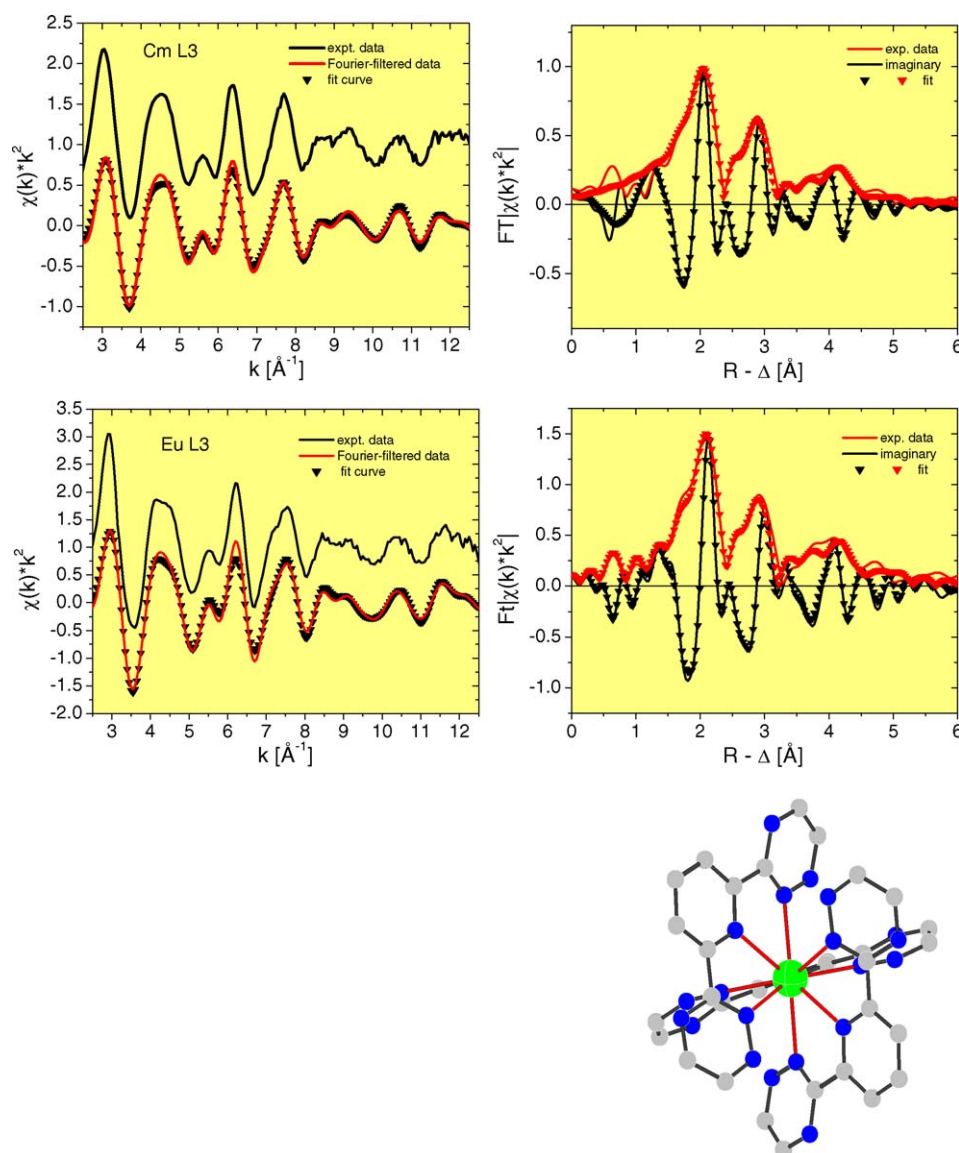 Cm L3
expt. data
Fourier-filtered data
fit curve
χ(k)*k²
2.5
2.0
1.5
1.0
0.5
0.0
-0.5
-1.0
3 4 5 6 7 8 9 10 11 12
k [Å⁻¹]
exp. data
imaginary
fit
FT|χ(k)*k²|
1.0
0.5
0.0
-0.5
0 1 2 3 4 5 6
R - Δ [Å]
Eu L3
expt. data
Fourier-filtered data
fit curve
χ(k)*k²
3.5
3.0
2.5
2.0
1.5
1.0
0.5
0.0
-0.5
-1.0
-1.5
-2.0
3 4 5 6 7 8 9 10 11 12
k [Å⁻¹]
exp. data
imaginary
fit
Ft|χ(k)*k²|
1.5
1.0
0.5
0.0
-0.5
-1.0
0 1 2 3 4 5 6
R - Δ [Å]